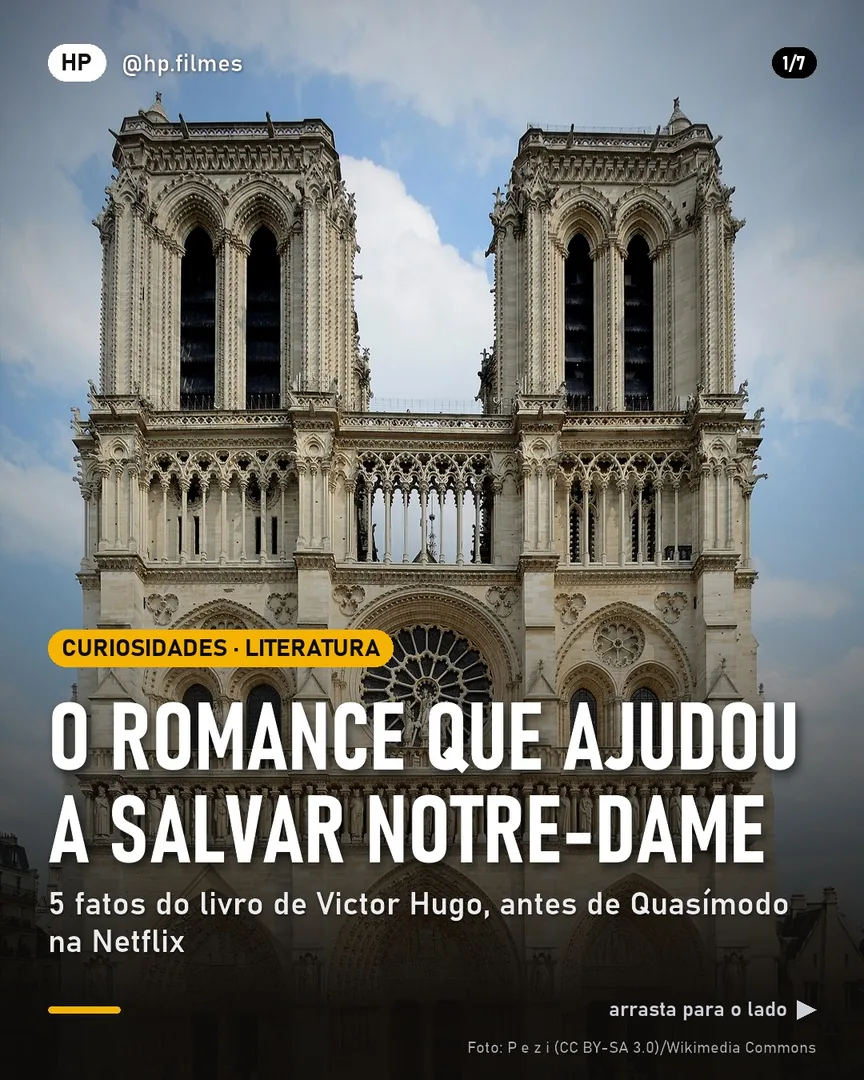 HP @hp.filmes
1/7
CURIOSIDADES · LITERATURA
O ROMANCE QUE AJUDOU
A SALVAR NOTRE-DAME
5 fatos do livro de Victor Hugo, antes de Quasímodo
na Netflix
arrasta para o lado ▶
Foto: P e z i (CC BY-SA 3.0)/Wikimedia Commons